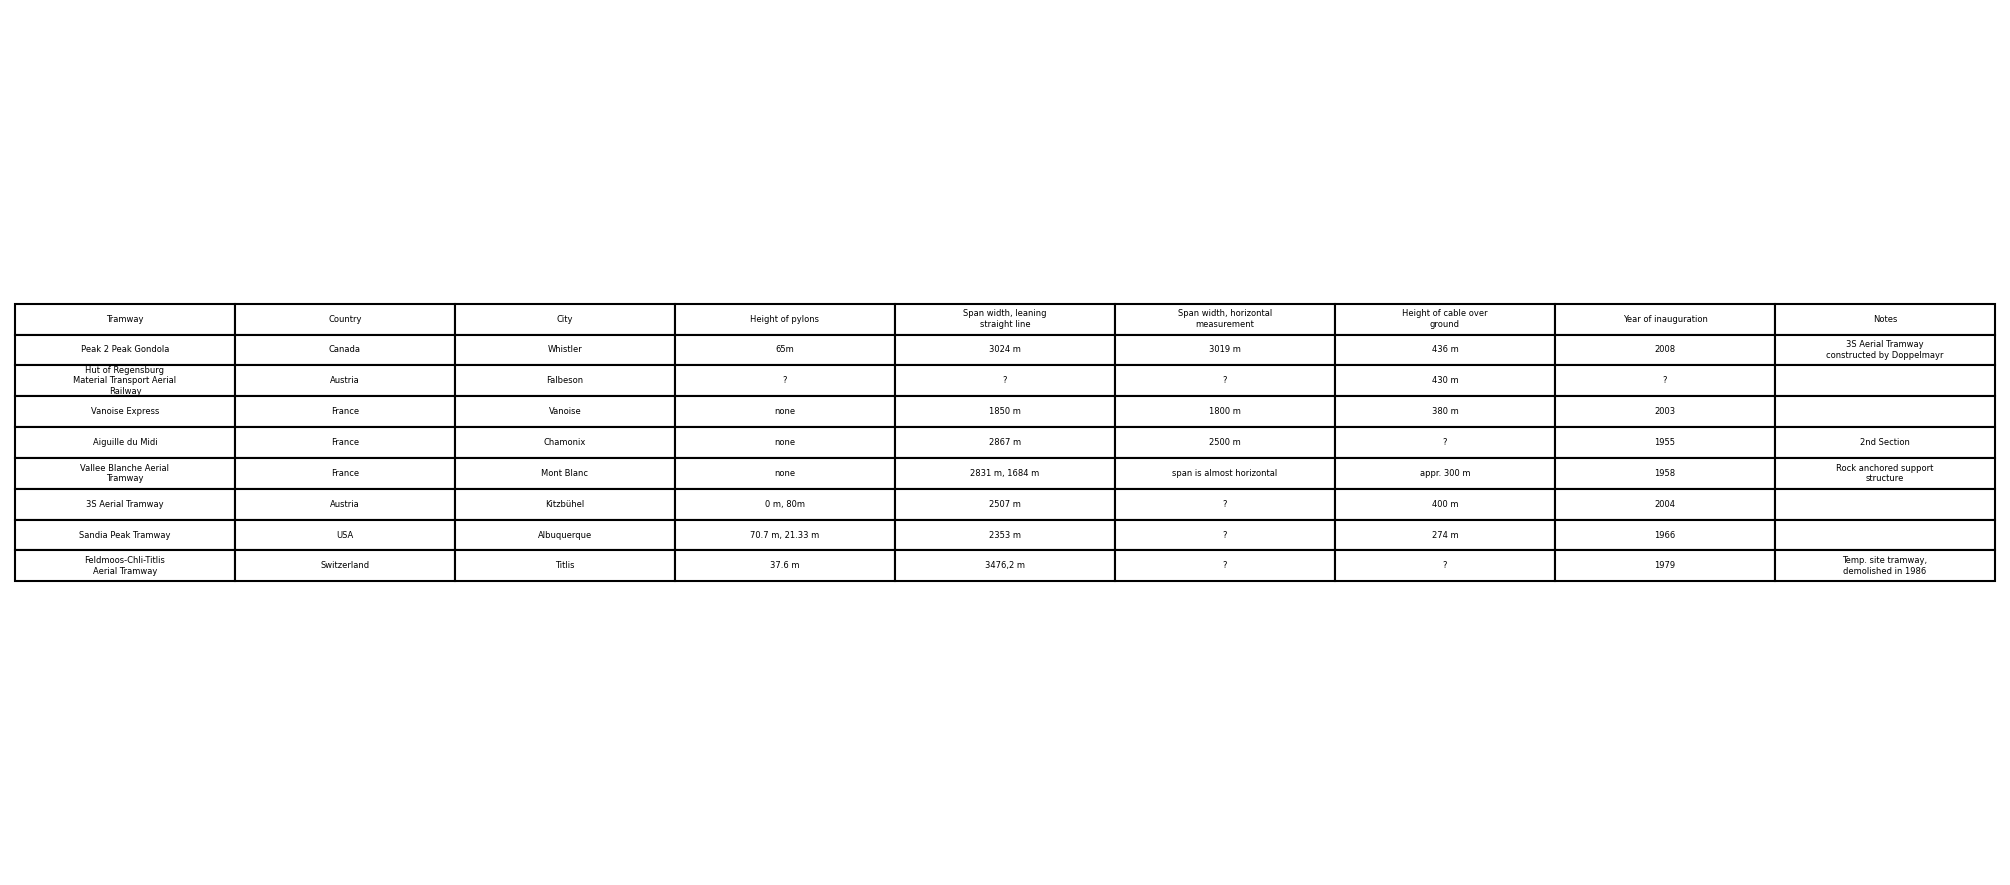 Tramway Country City Height of pylons Span width, leaning straight line Span width, horizontal measurement Height of cable over ground Year of inauguration Notes
Peak 2 Peak Gondola Canada Whistler 65m 3024 m 3019 m 436 m 2008 3S Aerial Tramway constructed by Doppelmayr
Hut of Regensburg Material Transport Aerial Railway Austria Falbeson ? ? ? 430 m ?
Vanoise Express France Vanoise none 1850 m 1800 m 380 m 2003
Aiguille du Midi France Chamonix none 2867 m 2500 m ? 1955 2nd Section
Vallee Blanche Aerial Tramway France Mont Blanc none 2831 m, 1684 m span is almost horizontal appr. 300 m 1958 Rock anchored support structure
3S Aerial Tramway Austria Kitzbühel 0 m, 80m 2507 m ? 400 m 2004
Sandia Peak Tramway USA Albuquerque 70.7 m, 21.33 m 2353 m ? 274 m 1966
Feldmoos-Chli-Titlis Aerial Tramway Switzerland Titlis 37.6 m 3476,2 m ? ? 1979 Temp. site tramway, demolished in 1986